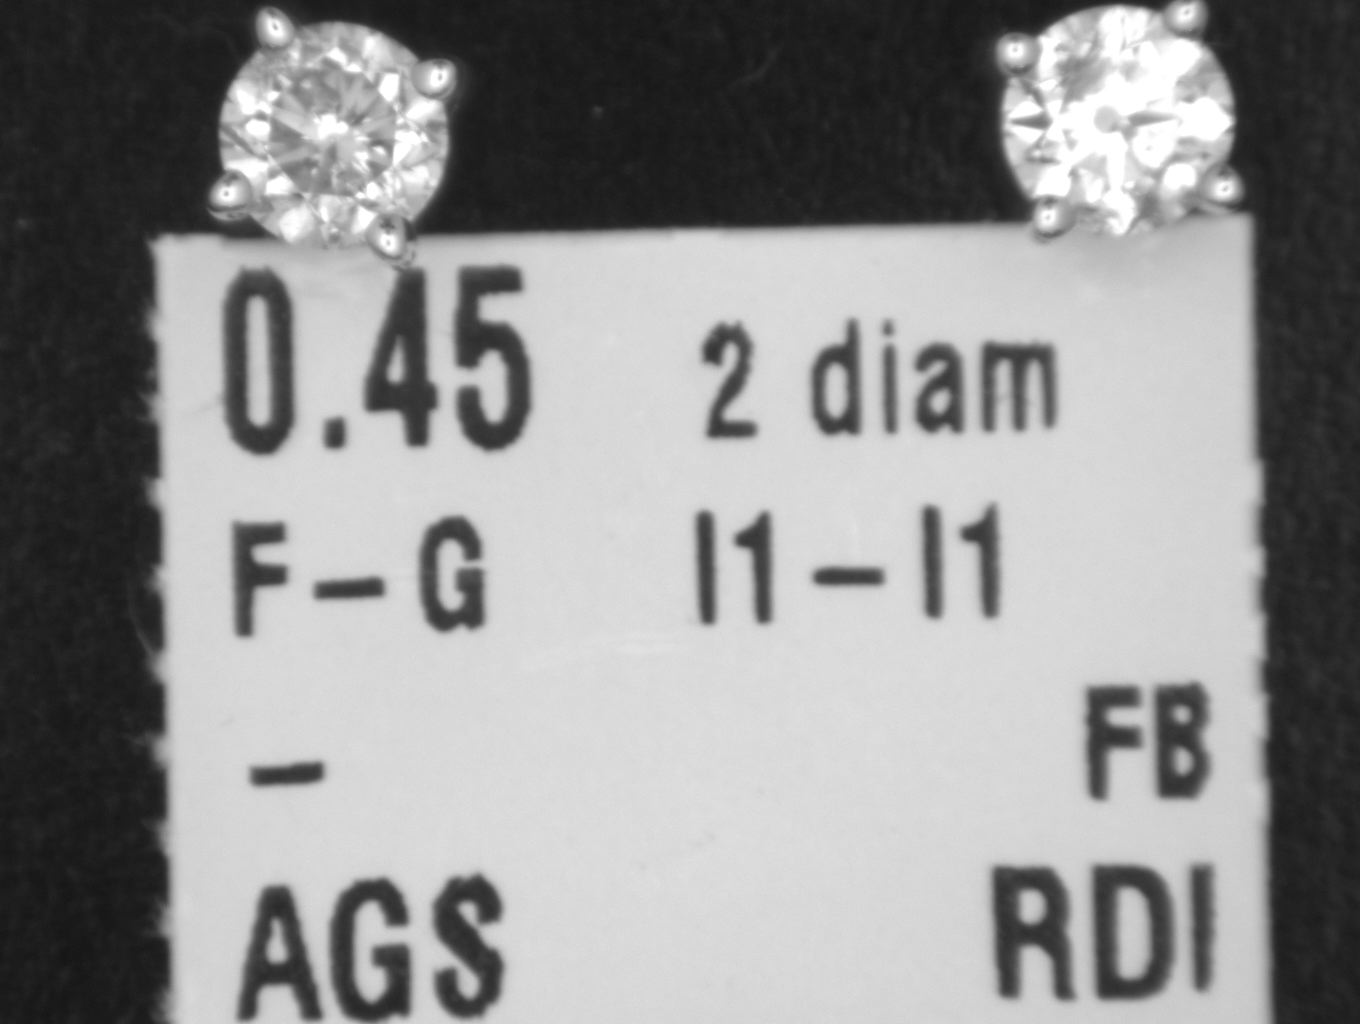 0.45 2 diam
F-G I1-I1
- FB
AGS RDI